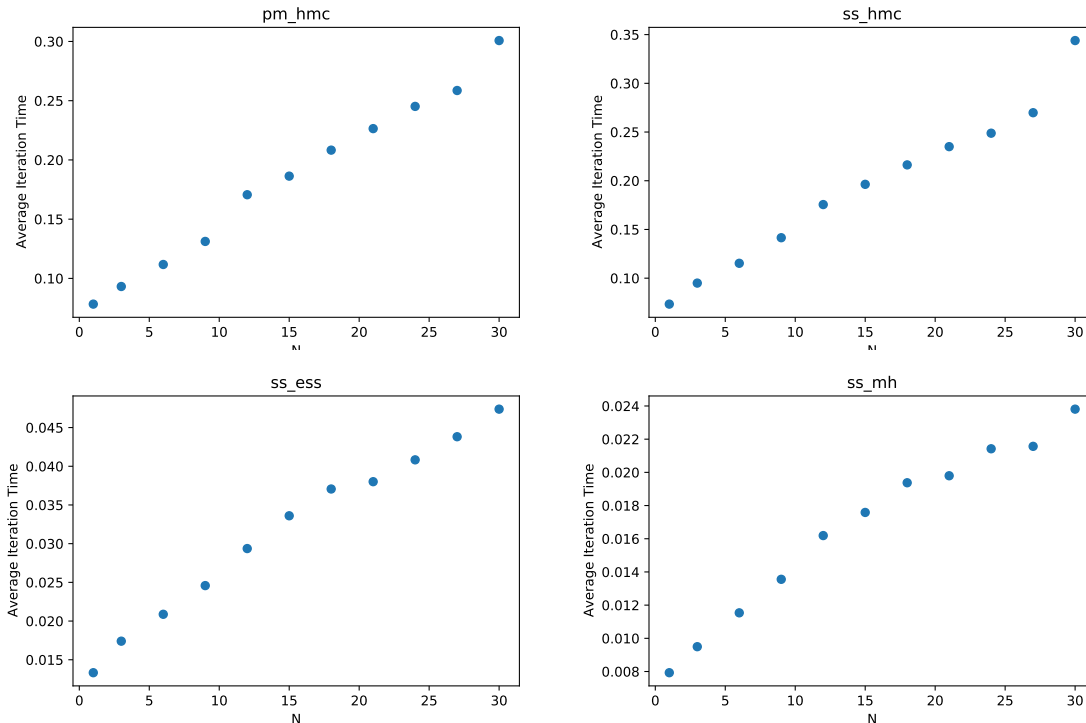 pm_hmc
Average Iteration Time
0.30
0.25
0.20
0.15
0.10
0 5 10 15 20 25 30
N
ss_hmc
Average Iteration Time
0.35
0.30
0.25
0.20
0.15
0.10
0 5 10 15 20 25 30
N
ss_ess
Average Iteration Time
0.045
0.040
0.035
0.030
0.025
0.020
0.015
0 5 10 15 20 25 30
N
ss_mh
Average Iteration Time
0.024
0.022
0.020
0.018
0.016
0.014
0.012
0.010
0.008
0 5 10 15 20 25 30
N